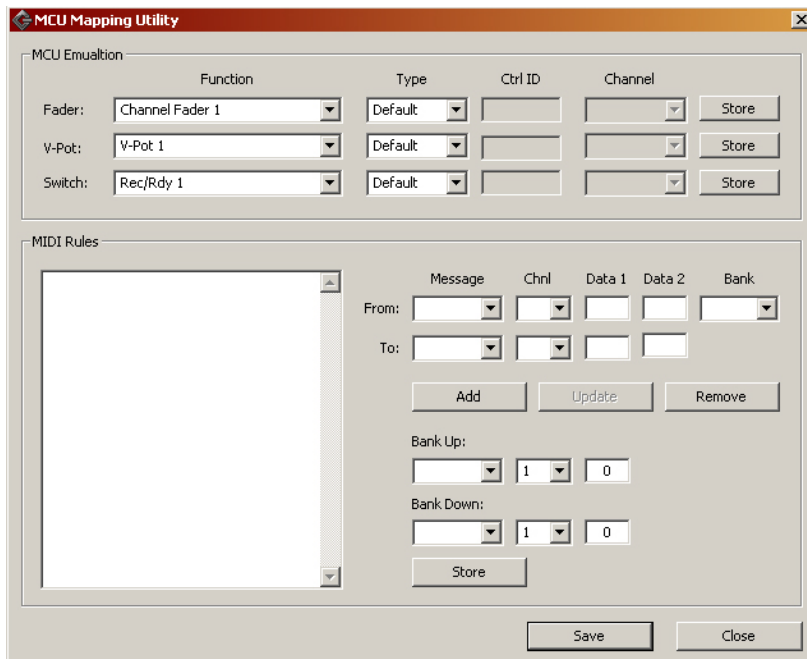 MCU Mapping Utility
MCU Emualtion
Function Type Ctrl ID Channel
Fader: Channel Fader 1 Default Store
V-Pot: V-Pot 1 Default Store
Switch: Rec/Rdy 1 Default Store
MIDI Rules
Message Chnl Data 1 Data 2 Bank
From:
To:
Add Update Remove
Bank Up:
1 0
Bank Down:
1 0
Store
Save Close